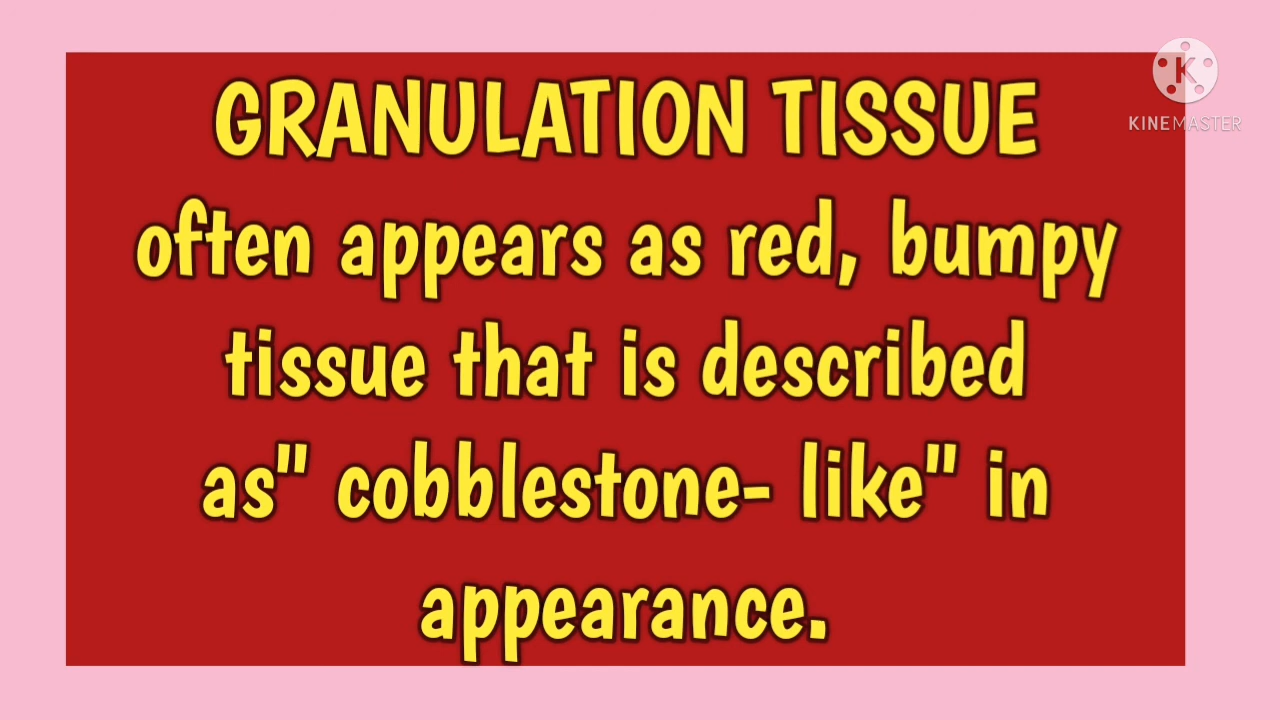 GRANULATION TISSUE
often appears as red, bumpy
tissue that is described
as" cobblestone- like" in
appearance.
KINEMASTER